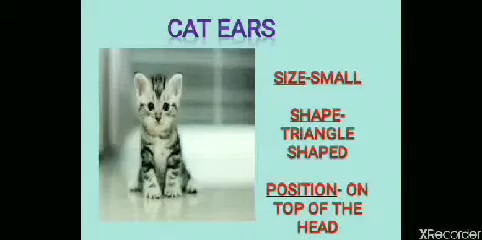 CAT EARS
SIZE-SMALL
SHAPE-
TRIANGLE
SHAPED
POSITION- ON
TOP OF THE
HEAD
XRecorder